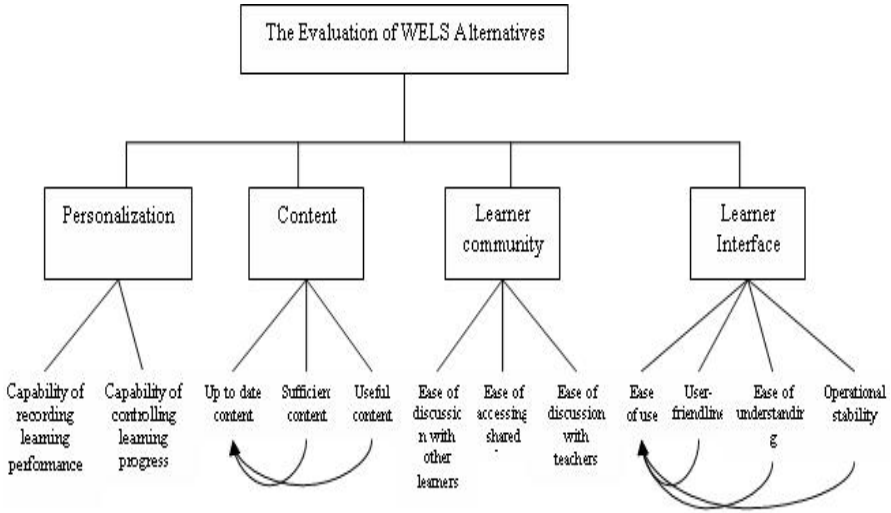 The Evaluation of WELS Alternatives
Personalization
Content
Learner
community
Learner
Interface
Capability of
recording
learning
performance
Capability of
controlling
learning
progress
Up to date
content
Sufficien
content
Useful
content
Ease of
discussio
n with
other
learners
Ease of
accessing
shared
Ease of
discussion
with
teachers
Ease
of use
User-
friendline
Ease of
understandin
g
Operational
stability